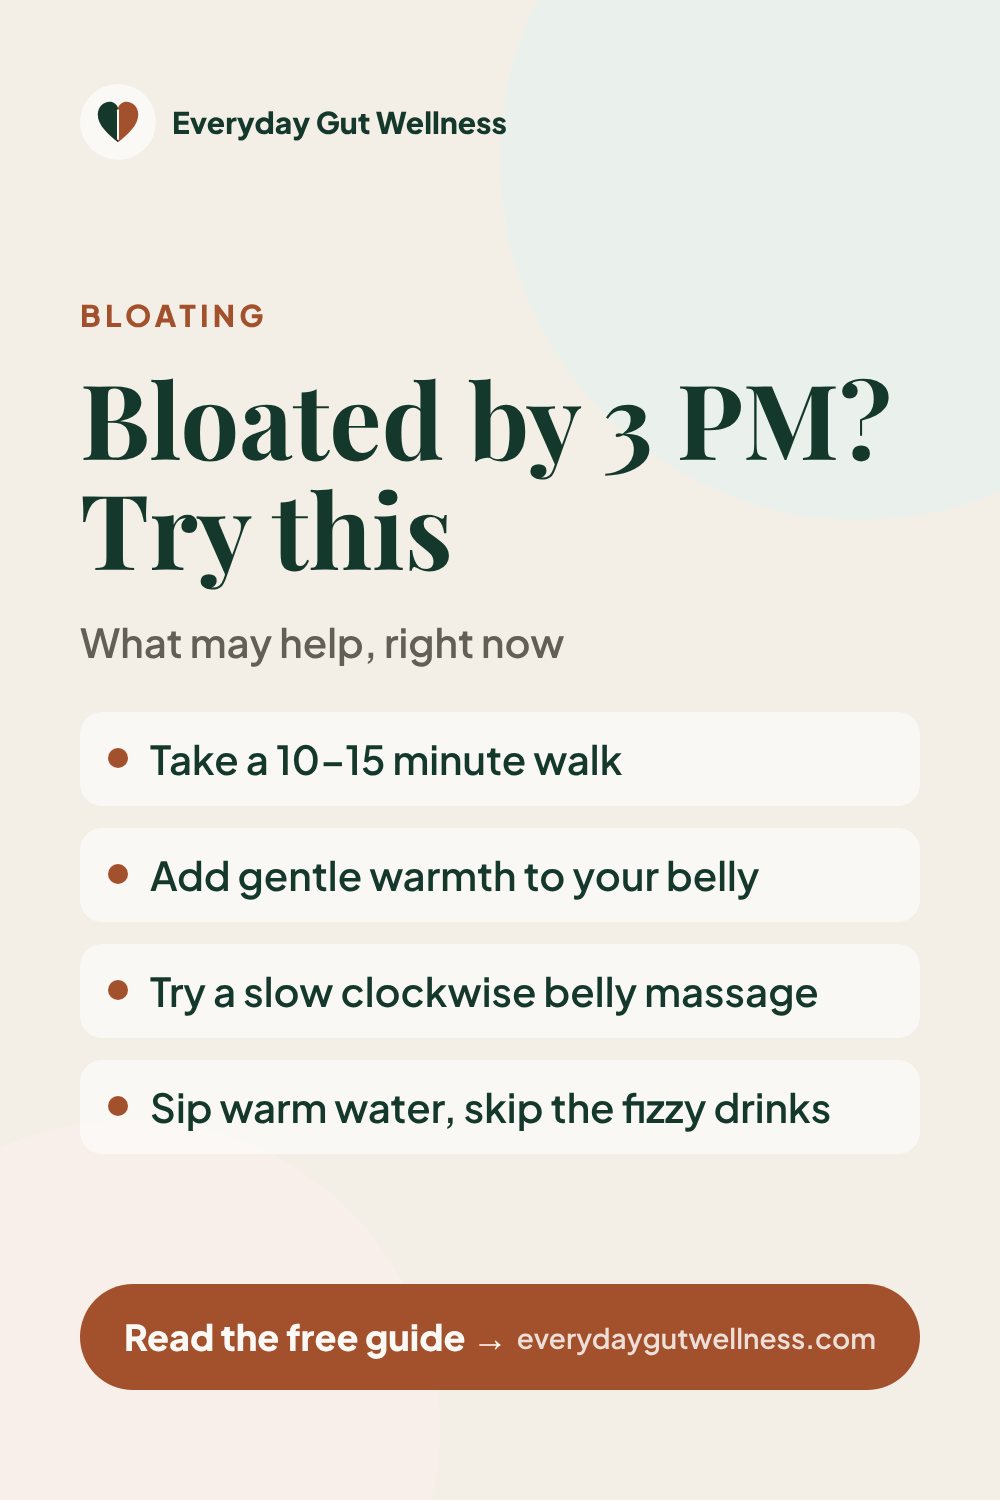 Everyday Gut Wellness
BLOATING
Bloated by 3 PM?
Try this
What may help, right now
Take a 10–15 minute walk
Add gentle warmth to your belly
Try a slow clockwise belly massage
Sip warm water, skip the fizzy drinks
Read the free guide → everydaygutwellness.com